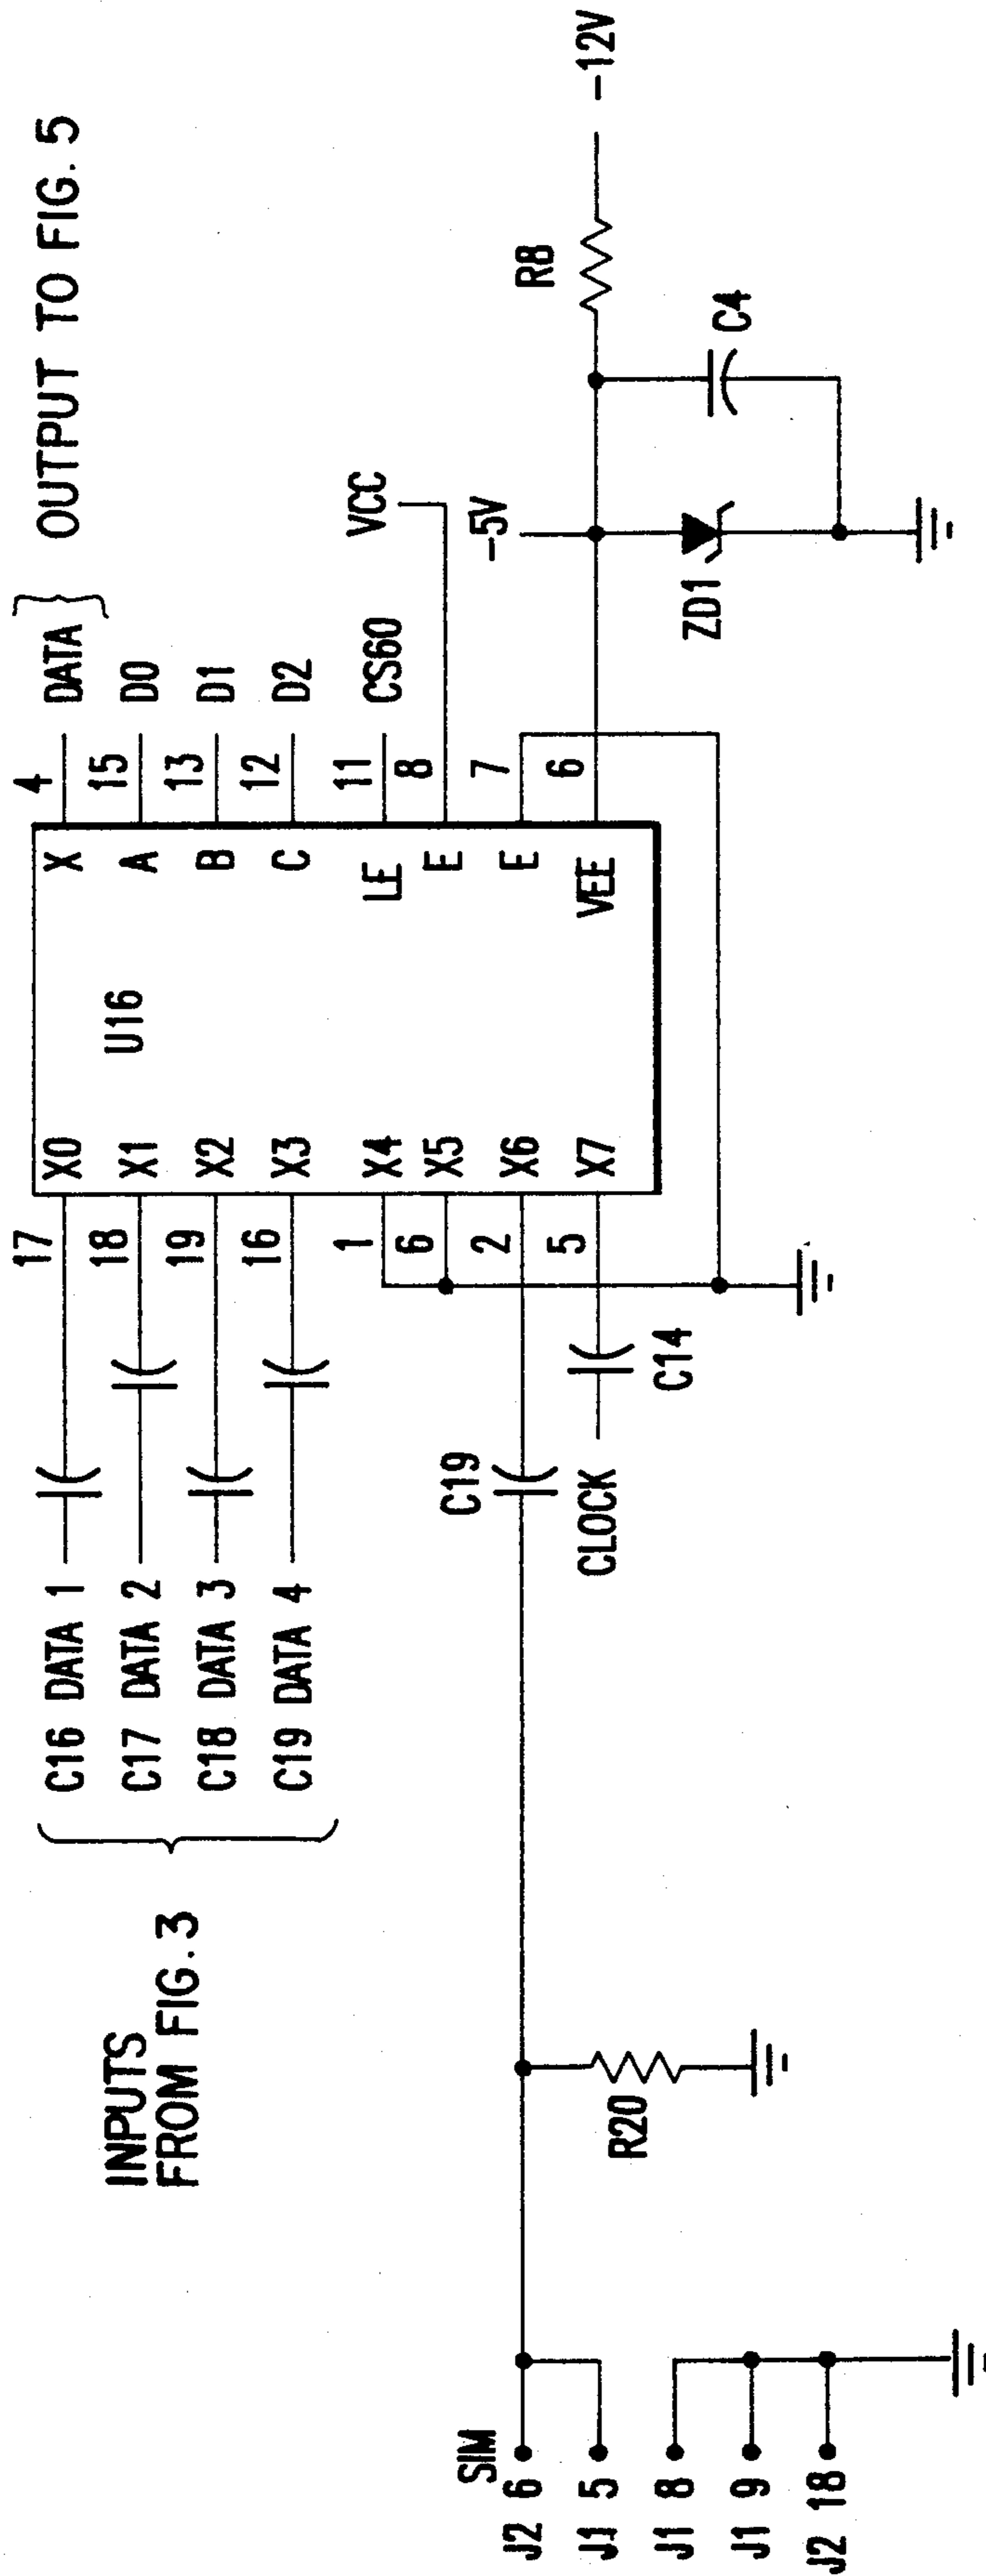 INPUTS
FROM FIG. 3
C16 DATA 1
C17 DATA 2
C18 DATA 3
C19 DATA 4
17
18
19
16
1
6
2
5
X0
X1
X2
X3
X4
X5
X6
X7
U16
X
A
B
C
LE
E
E
VEE
4
15
13
12
11
8
7
6
DATA
D0
D1
D2
CS60
VCC
OUTPUT TO FIG. 5
-5V
R8
-12V
ZD1
C4
C19
CLOCK
C14
R20
SIM
J2 6
J1 5
J1 8
J1 9
J2 18